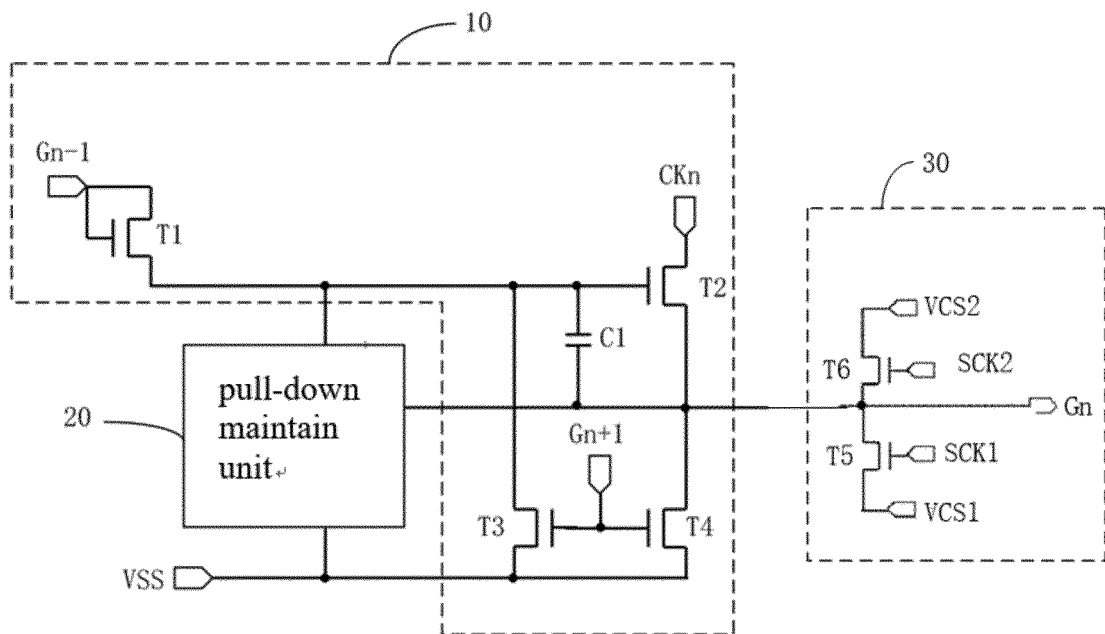 10
Gn-1
T1
CKn
30
T2
C1
VCS2
T6
SCK2
20
pull-down
maintain
unit
Gn+1
Gn
T5
SCK1
T3
T4
VCS1
VSS